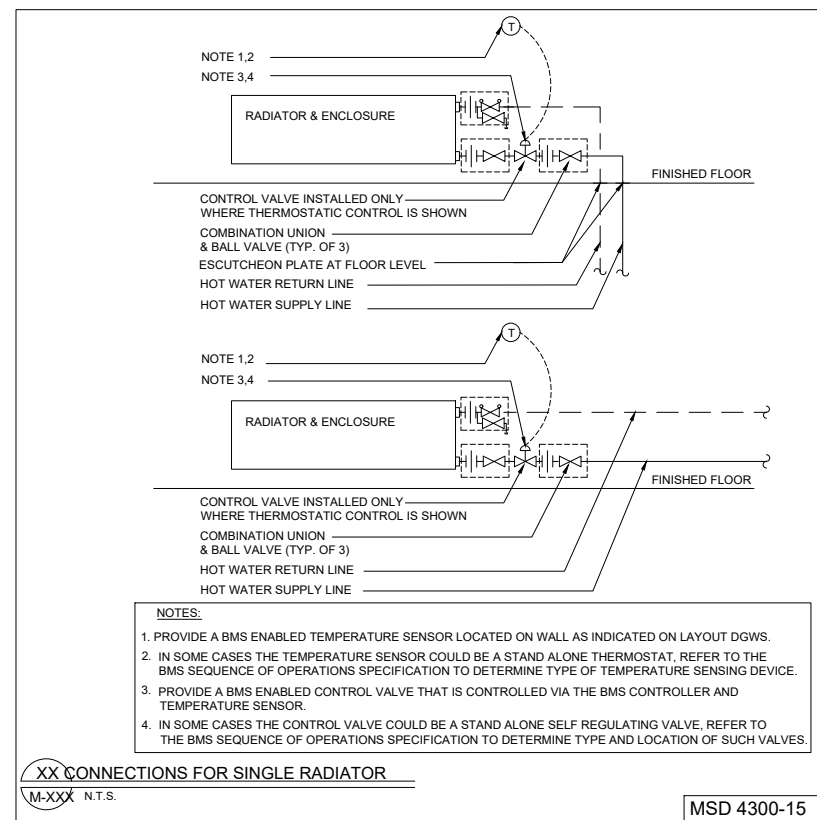 T
NOTE 1,2
NOTE 3,4
RADIATOR & ENCLOSURE
FINISHED FLOOR
CONTROL VALVE INSTALLED ONLY
WHERE THERMOSTATIC CONTROL IS SHOWN
COMBINATION UNION
& BALL VALVE (TYP. OF 3)
ESCUTCHEON PLATE AT FLOOR LEVEL
HOT WATER RETURN LINE
HOT WATER SUPPLY LINE
T
NOTE 1,2
NOTE 3,4
RADIATOR & ENCLOSURE
FINISHED FLOOR
CONTROL VALVE INSTALLED ONLY
WHERE THERMOSTATIC CONTROL IS SHOWN
COMBINATION UNION
& BALL VALVE (TYP. OF 3)
HOT WATER RETURN LINE
HOT WATER SUPPLY LINE
NOTES:
1. PROVIDE A BMS ENABLED TEMPERATURE SENSOR LOCATED ON WALL AS INDICATED ON LAYOUT DGWS.
2. IN SOME CASES THE TEMPERATURE SENSOR COULD BE A STAND ALONE THERMOSTAT, REFER TO THE
BMS SEQUENCE OF OPERATIONS SPECIFICATION TO DETERMINE TYPE OF TEMPERATURE SENSING DEVICE.
3. PROVIDE A BMS ENABLED CONTROL VALVE THAT IS CONTROLLED VIA THE BMS CONTROLLER AND
TEMPERATURE SENSOR.
4. IN SOME CASES THE CONTROL VALVE COULD BE A STAND ALONE SELF REGULATING VALVE, REFER TO
THE BMS SEQUENCE OF OPERATIONS SPECIFICATION TO DETERMINE TYPE AND LOCATION OF SUCH VALVES.
XX CONNECTIONS FOR SINGLE RADIATOR
M-XXX N.T.S.
MSD 4300-15